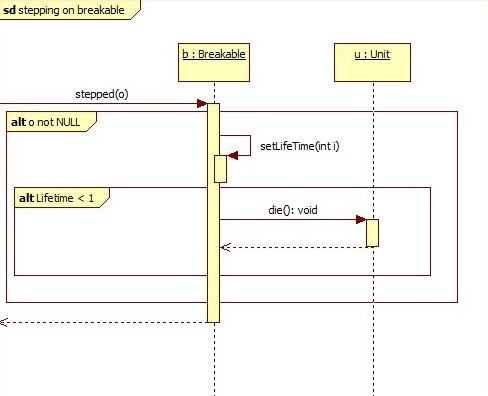 sd stepping on breakable
b : Breakable
u : Unit
stepped(o)
alt o not NULL
setLifeTime(int i)
alt Lifetime < 1
die(): void